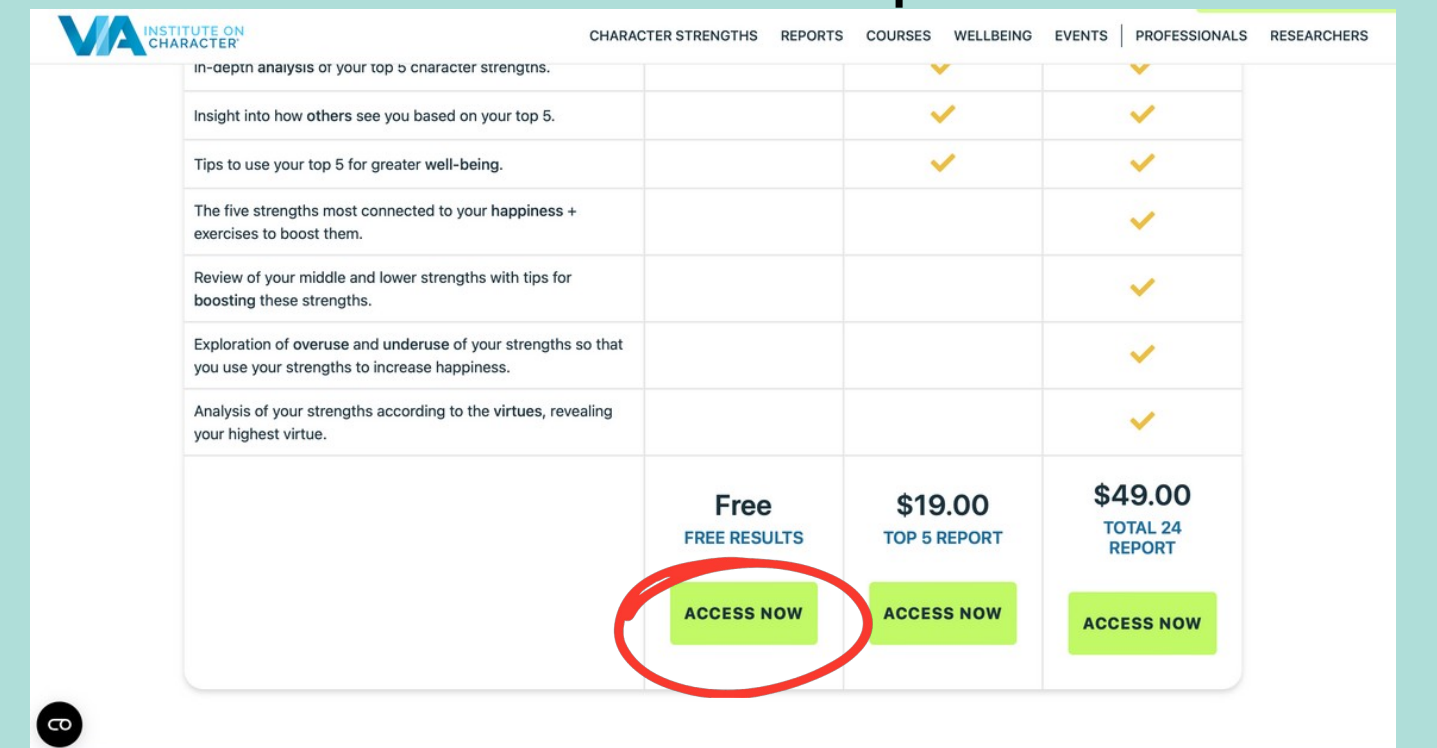 INSTITUTE ON
VIA
CHARACTER
CHARACTER STRENGTHS REPORTS COURSES WELLBEING EVENTS PROFESSIONALS RESEARCHERS
In-depth analysis of your top 5 character strengths.
Insight into how others see you based on your top 5.
Tips to use your top 5 for greater well-being.
The five strengths most connected to your happiness +
exercises to boost them.
Review of your middle and lower strengths with tips for
boosting these strengths.
Exploration of overuse and underuse of your strengths so that
you use your strengths to increase happiness.
Analysis of your strengths according to the virtues, revealing
your highest virtue.
Free $19.00 $49.00
FREE RESULTS TOP 5 REPORT TOTAL 24
REPORT
ACCESS NOW ACCESS NOW ACCESS NOW